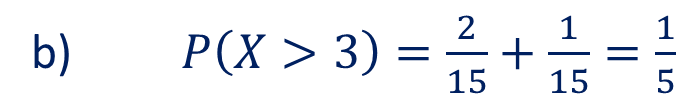 b) P(X > 3) = 2/15 + 1/15 = 1/5